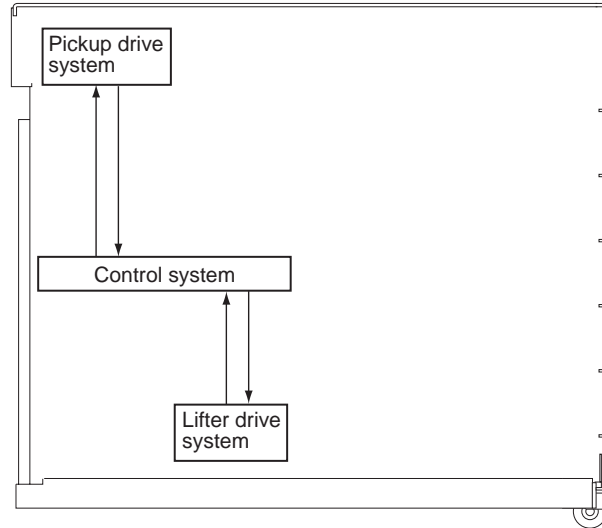 Pickup drive
system
Control system
Lifter drive
system